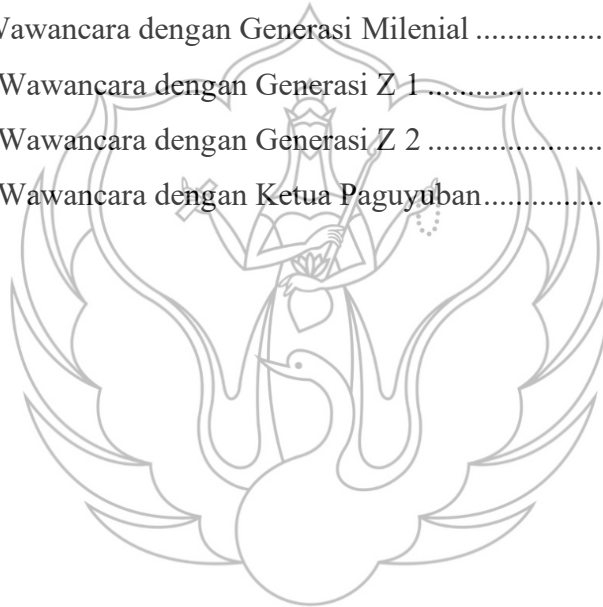 Wawancara dengan Generasi Milenial ..................
Wawancara dengan Generasi Z 1 ......................
Wawancara dengan Generasi Z 2 ......................
Wawancara dengan Ketua Paguyuban...............